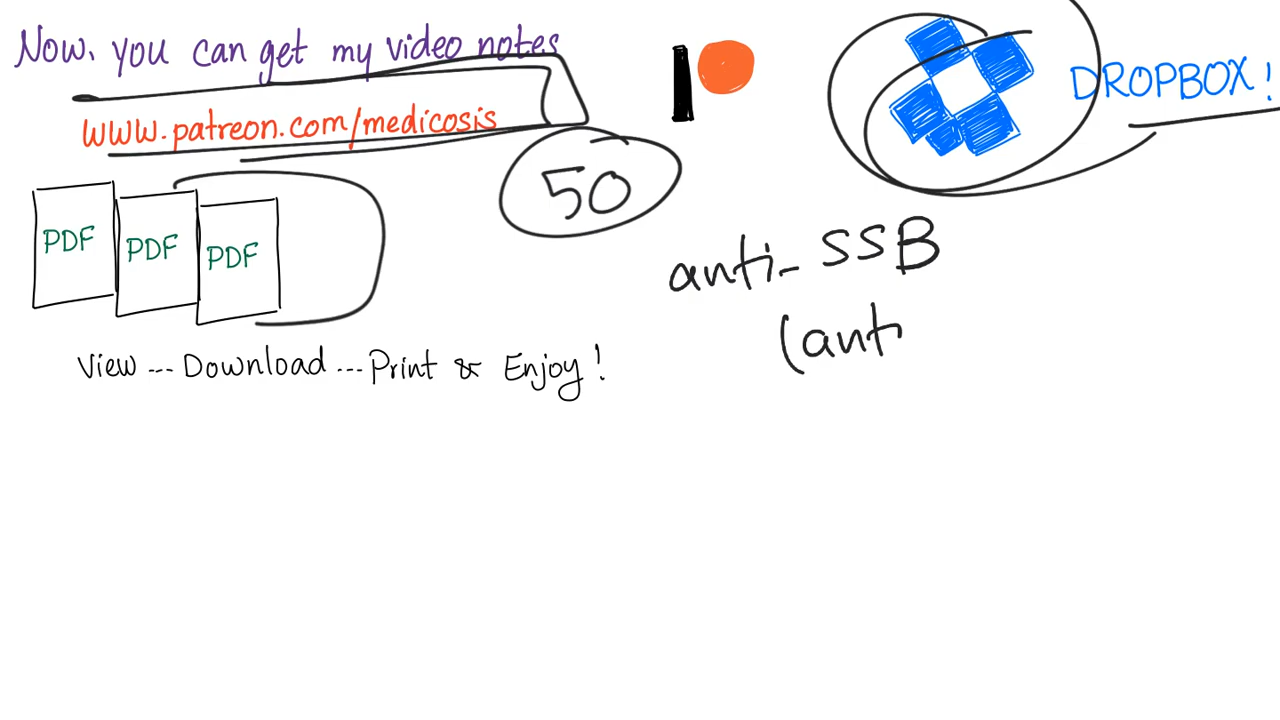 Now, you can get my video notes
www.patreon.com/medicosis
DROPBOX!
50
PDF PDF PDF
anti-SSB
(anti
View --- Download --- Print & Enjoy!